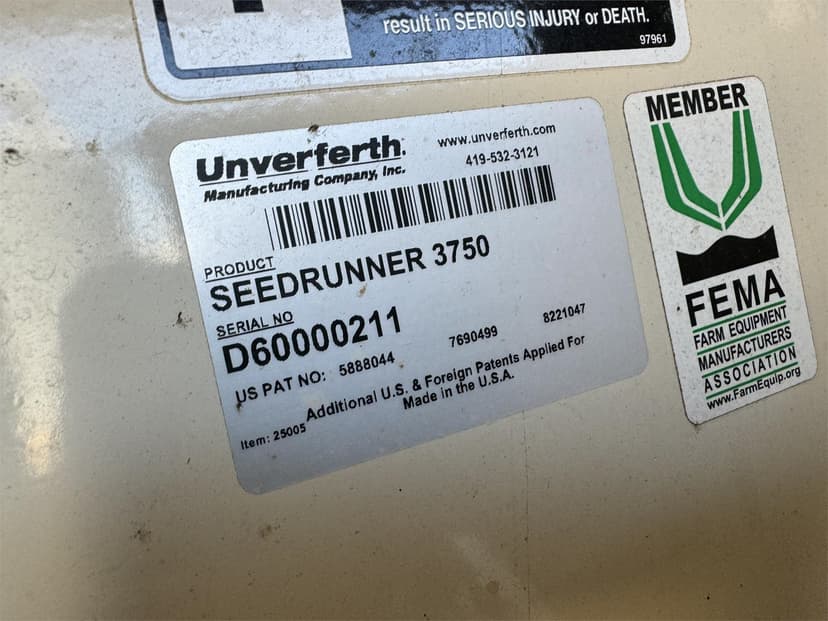 result in SERIOUS INJURY or DEATH.
97961
Unverferth
Manufacturing Company, Inc.
www.unverferth.com
419-532-3121
PRODUCT
SEEDRUNNER 3750
SERIAL NO
D60000211
US PAT NO: 5888044 7690499 8221047
Additional U.S. & Foreign Patents Applied For
Made in the U.S.A.
Item: 25005
MEMBER
FEMA
FARM EQUIPMENT
MANUFACTURERS
ASSOCIATION
www.FarmEquip.org